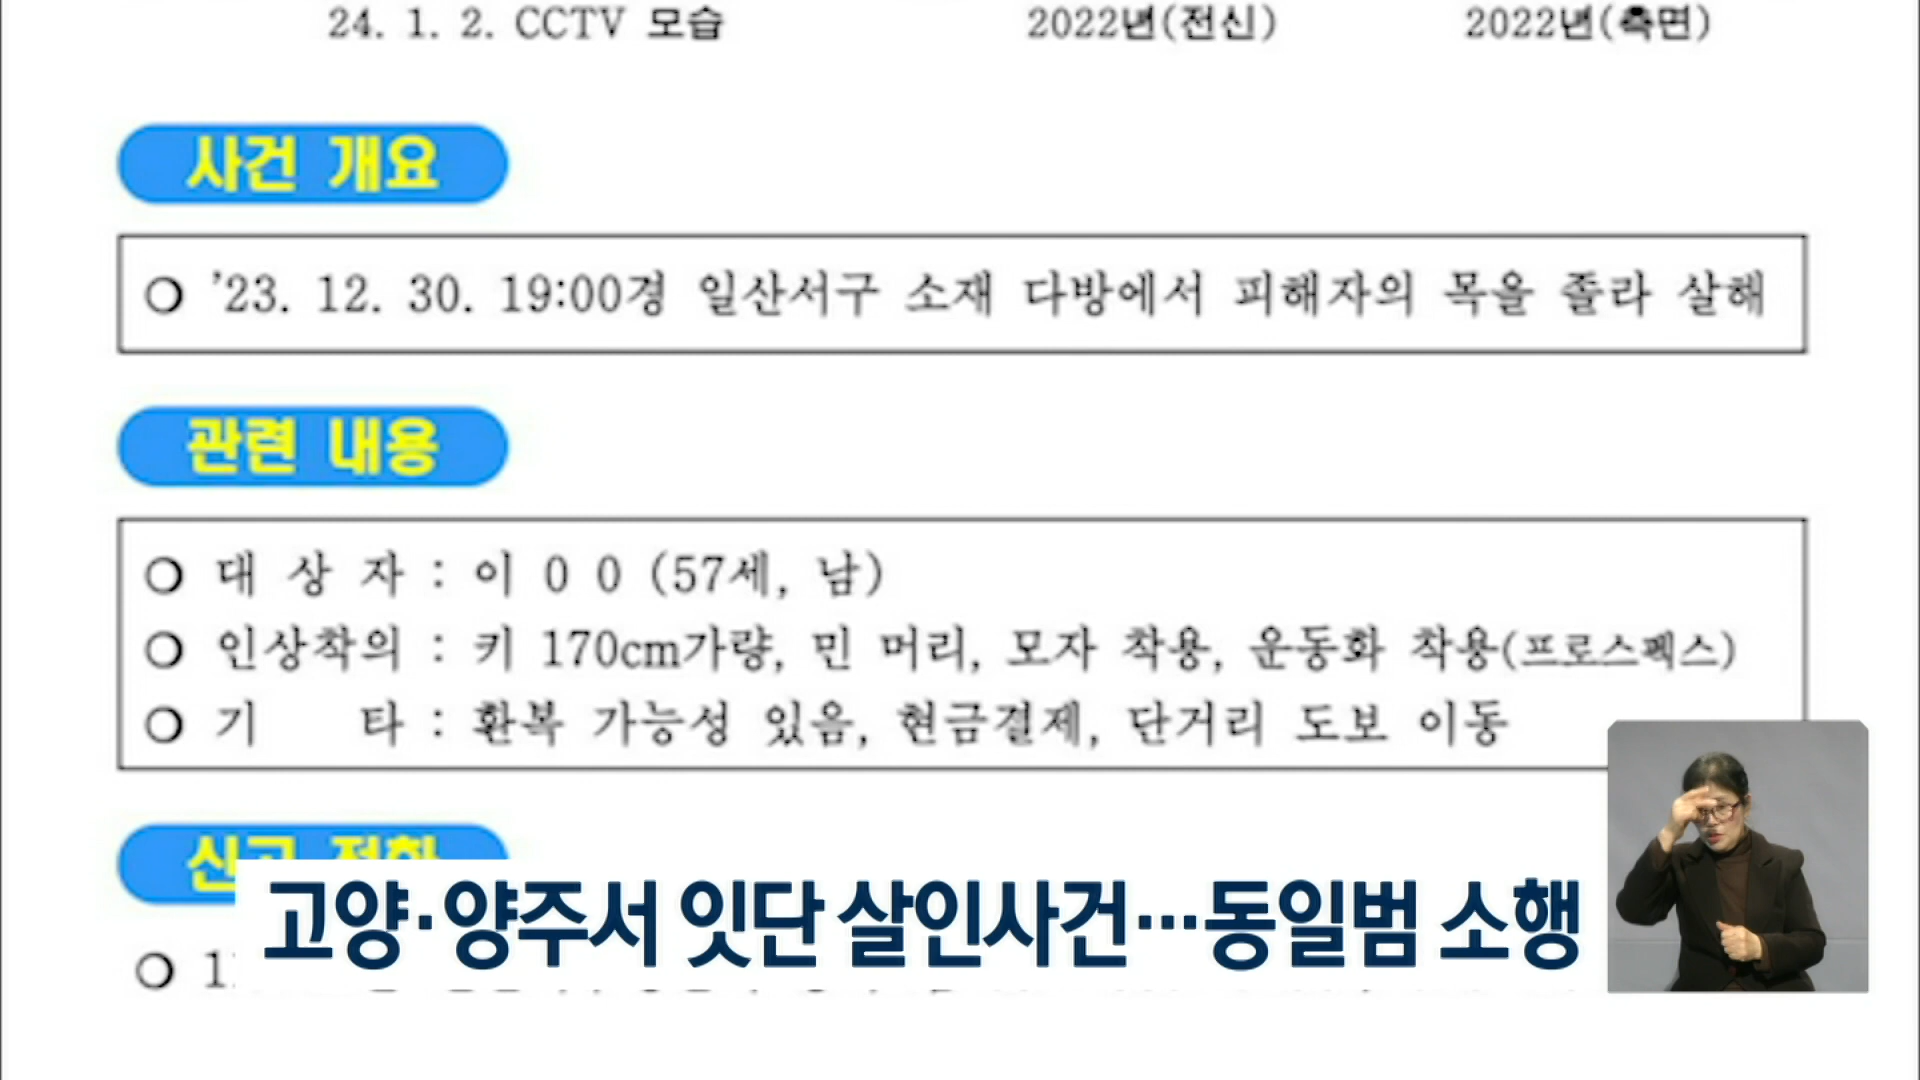 24. 1. 2. CCTV 모습 2022년(전신) 2022년(측면)
사건 개요
○ '23. 12. 30. 19:00경 일산서구 소재 다방에서 피해자의 목을 졸라 살해
관련 내용
○ 대 상 자 : 이 0 0 (57세, 남)
○ 인상착의 : 키 170cm가량, 민 머리, 모자 착용, 운동화 착용(프로스펙스)
○ 기 타 : 환복 가능성 있음, 현금결제, 단거리 도보 이동
신고 전화
고양·양주서 잇단 살인사건…동일범 소행